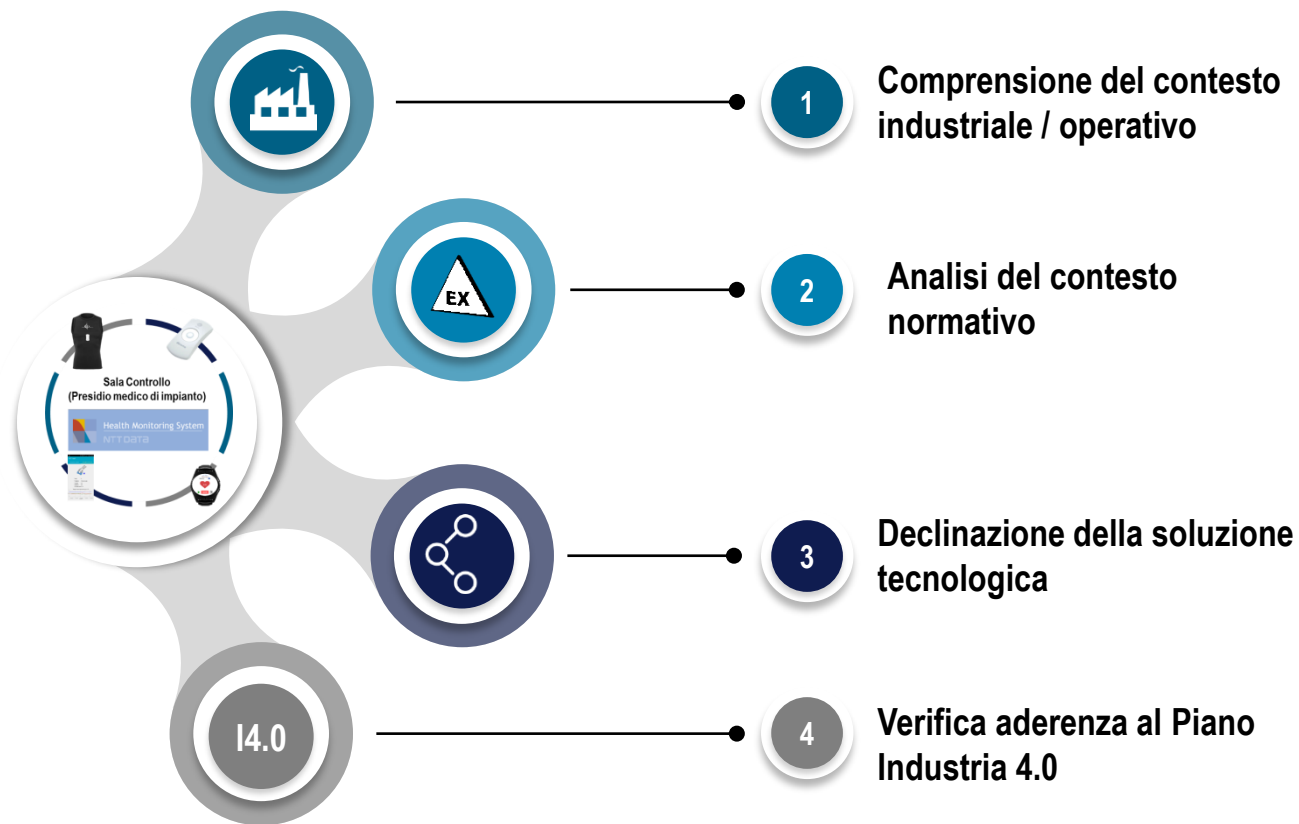 1
Comprensione del contesto
industriale / operativo
EX
2
Analisi del contesto
normativo
Sala Controllo
(Presidio medico di impianto)
Health Monitoring System
NTT DATA
3
Declinazione della soluzione
tecnologica
I4.0
4
Verifica aderenza al Piano
Industria 4.0